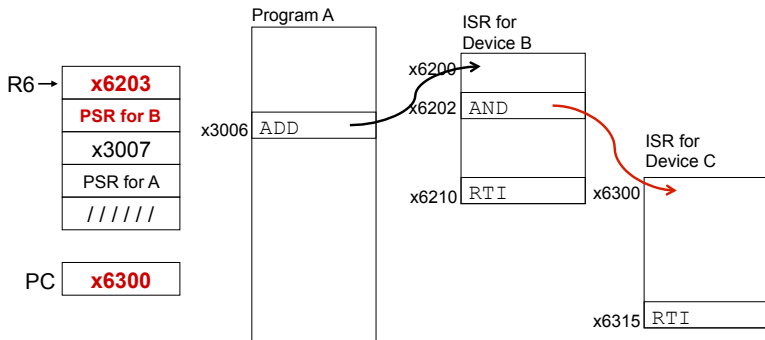 Program A
ISR for
Device B
R6
x6203
PSR for B
x3007
PSR for A
//////
PC
x6300
x3006
ADD
x6200
x6202
AND
x6210
RTI
ISR for
Device C
x6300
x6315
RTI